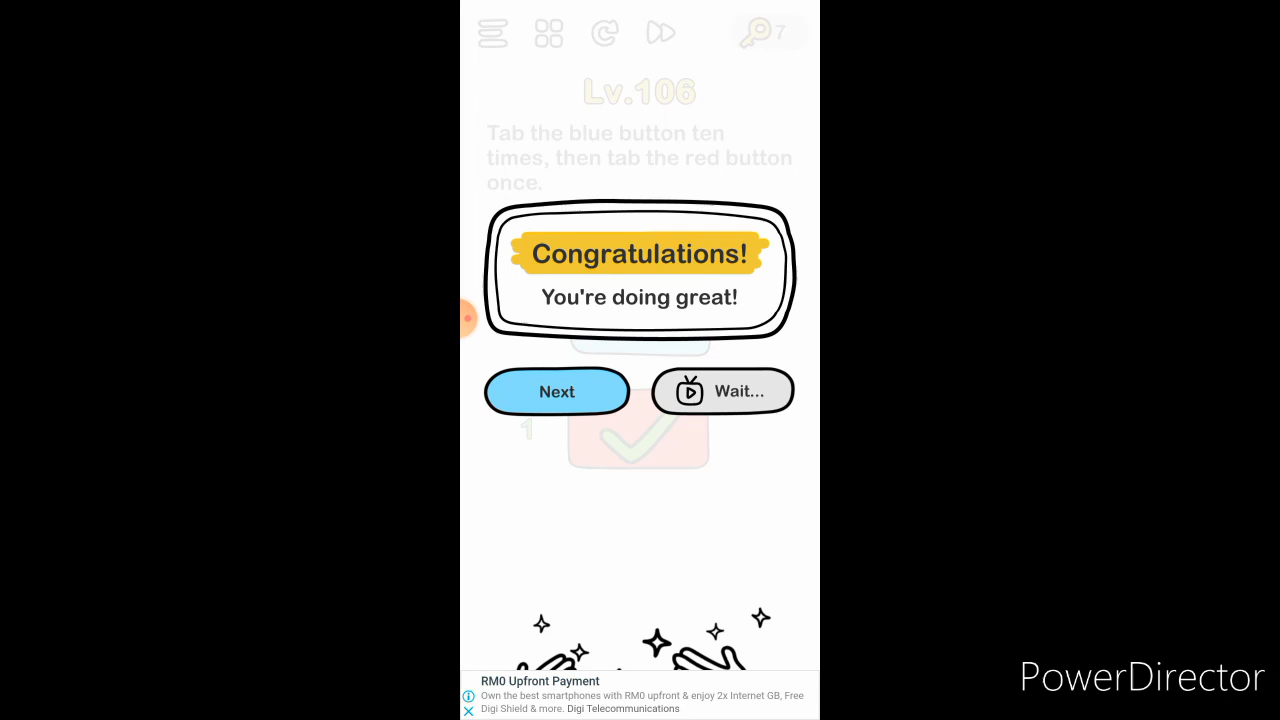 7
Lv.106
Tab the blue button ten
times, then tab the red button
once.
Congratulations!
You're doing great!
Next
Wait...
1
RM0 Upfront Payment
Own the best smartphones with RM0 upfront & enjoy 2x Internet GB, Free
Digi Shield & more. Digi Telecommunications
PowerDirector